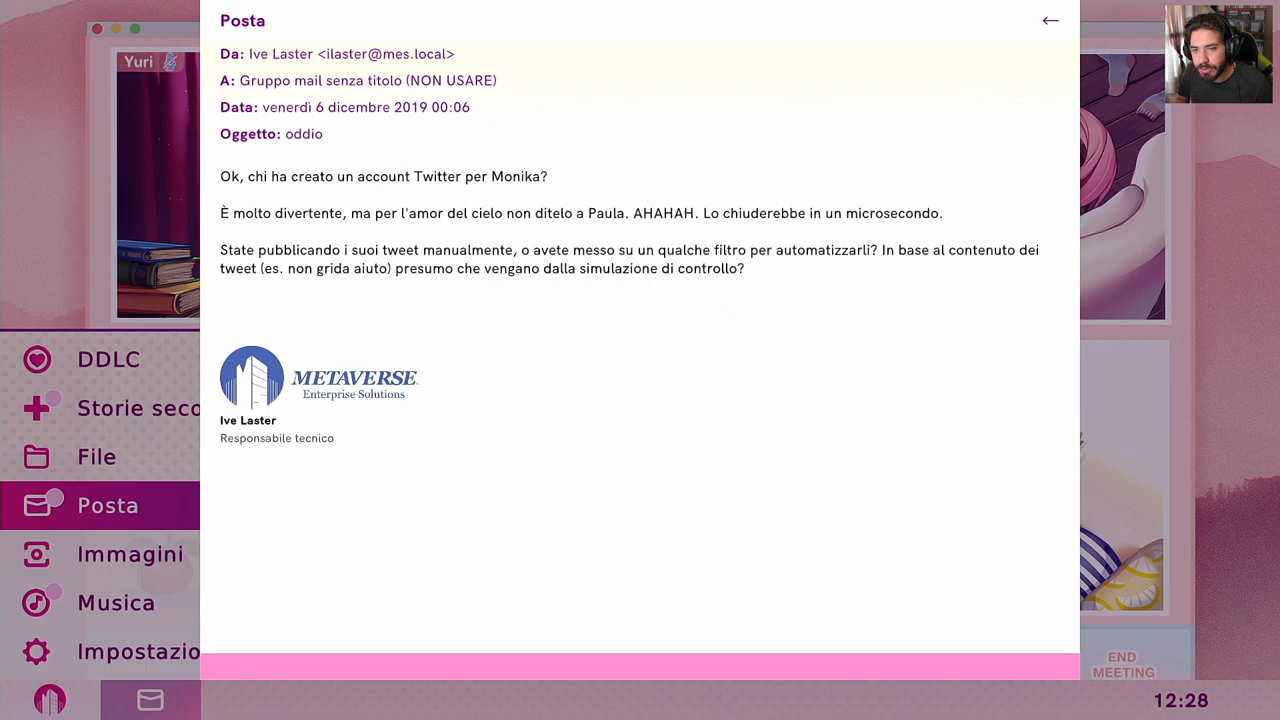 Posta
←
Da: Ive Laster <ilaster@mes.local>
A: Gruppo mail senza titolo (NON USARE)
Data: venerdì 6 dicembre 2019 00:06
Oggetto: oddio
Ok, chi ha creato un account Twitter per Monika?
È molto divertente, ma per l'amor del cielo non ditelo a Paula. AHAHAH. Lo chiuderebbe in un microsecondo.
State pubblicando i suoi tweet manualmente, o avete messo su un qualche filtro per automatizzarli? In base al contenuto dei
tweet (es. non grida aiuto) presumo che vengano dalla simulazione di controllo?
METAVERSE
Enterprise Solutions
Ive Laster
Responsabile tecnico
Yuri
DDLC
Storie seco
File
Posta
Immagini
Musica
Impostazio
END
MEETING
12:28